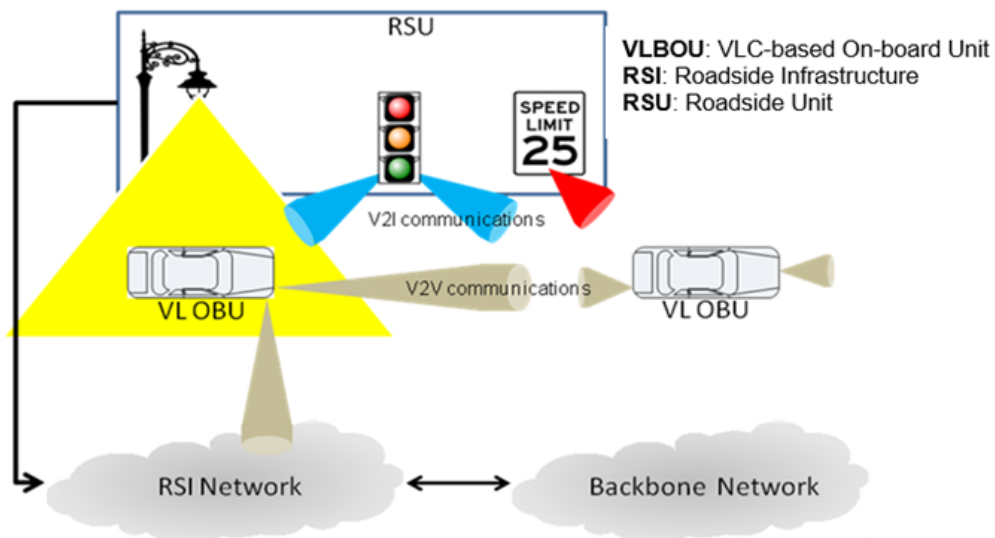 RSU
VLBOU: VLC-based On-board Unit
RSI: Roadside Infrastructure
RSU: Roadside Unit
SPEED
LIMIT
25
V2I communications
V2V communications
VL OBU
VL OBU
RSI Network
Backbone Network